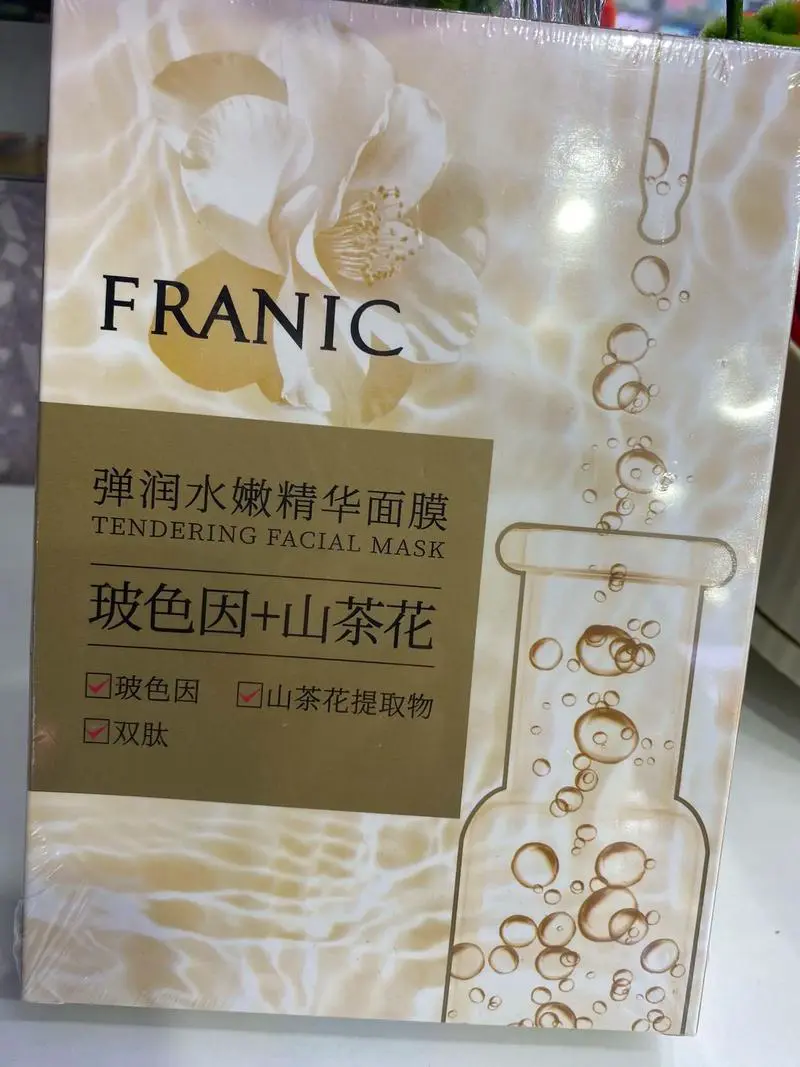 FRANIC
弹润水嫩精华面膜
TENDERING FACIAL MASK
玻色因+山茶花
玻色因 山茶花提取物
双肽